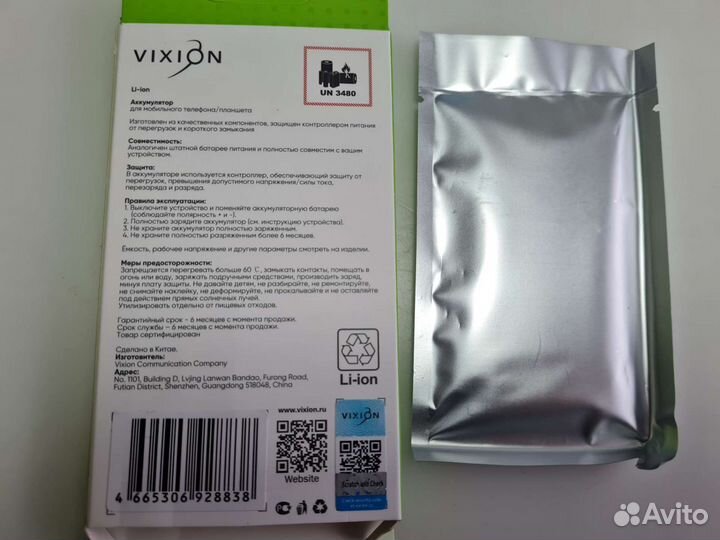 VIXION
UN 3480
Li-ion
Аккумулятор
для мобильного телефона/планшета
Изготовлен из качественных компонентов, защищен контроллером питания
от перегрузок и короткого замыкания
Совместимость:
Аналогичен штатной батарее питания и полностью совместим с вашим
устройством.
Защита:
В аккумуляторе используется контроллер, обеспечивающий защиту от
перегрузок, превышения допустимого напряжения/силы тока,
перезаряда и разряда.
Правила эксплуатации:
1. Выключите устройство и поменяйте аккумуляторную батарею
(соблюдайте полярность + и -).
2. Полностью зарядите аккумулятор (см. инструкцию устройства).
3. Не храните аккумулятор полностью заряженным.
4. Не храните полностью разряженным более 6 месяцев.
Емкость, рабочее напряжение и другие параметры смотреть на изделии.
Меры предосторожности:
Запрещается перегревать больше 60 ℃, замыкать контакты, помещать в
огонь или воду, заряжать подручными средствами, производить заряд,
минуя плату защиты. Не давайте детям, не разбирайте, не ремонтируйте,
не снимайте наклейку, не деформируйте, не прокалывайте и не оставляйте
под действием прямых солнечных лучей.
Утилизировать отдельно от пищевых отходов.
Гарантийный срок - 6 месяцев с момента продажи.
Срок службы – 6 месяцев с момента продажи.
Товар сертифицирован
Сделано в Китае.
Изготовитель:
Vixion Communication Company
Адрес:
No. 1101, Building D, Lvjing Lanwan Bandao, Furong Road,
Futian District, Shenzhen, Guangdong 518048, China
Li-ion
www.vixion.ru
VIXION
Website
4 665306 928838
EAC
Avito